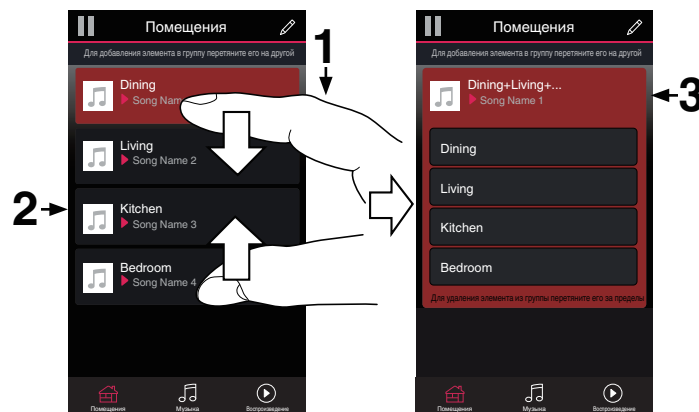 Помещения
Для добавления элемента в группу перетяните его на другой
1
Dining
Song Nam
Living
Song Name 2
2
Kitchen
Song Name 3
Bedroom
Song Name 4
Помещения
Музыка
Воспроизведение
Помещения
Для добавления элемента в группу перетяните его на другой
Dining+Living+...
Song Name 1
3
Dining
Living
Kitchen
Bedroom
Для удаления элемента из группы перетяните его за пределы
Помещения
Музыка
Воспроизведение